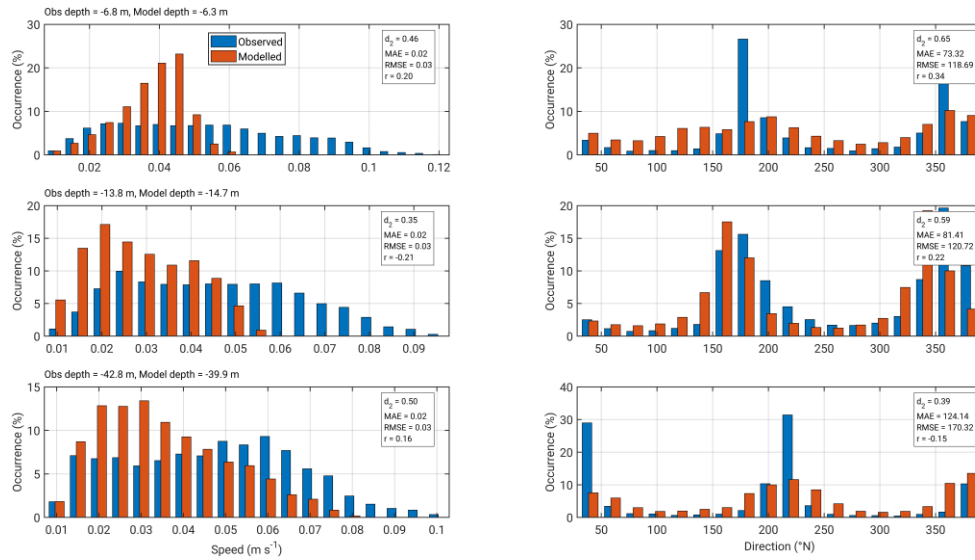 Obs depth = -6.8 m, Model depth = -6.3 m
Occurrence (%)
30
20
10
0
0.02
0.04
0.06
0.08
0.1
0.12
Observed
Modelled
d2 = 0.46
MAE = 0.02
RMSE = 0.03
r = 0.20
Occurrence (%)
30
20
10
0
50
100
150
200
250
300
350
d2 = 0.65
MAE = 73.32
RMSE = 118.69
r = 0.34
Obs depth = -13.8 m, Model depth = -14.7 m
Occurrence (%)
20
15
10
5
0
0.01
0.02
0.03
0.04
0.05
0.06
0.07
0.08
0.09
d2 = 0.35
MAE = 0.02
RMSE = 0.03
r = -0.21
Occurrence (%)
20
15
10
5
0
50
100
150
200
250
300
350
d2 = 0.59
MAE = 81.41
RMSE = 120.72
r = 0.22
Obs depth = -42.8 m, Model depth = -39.9 m
Occurrence (%)
15
10
5
0
0.01
0.02
0.03
0.04
0.05
0.06
0.07
0.08
0.09
0.1
Speed (m s-1)
d2 = 0.50
MAE = 0.02
RMSE = 0.03
r = 0.16
Occurrence (%)
40
30
20
10
0
50
100
150
200
250
300
350
Direction (°N)
d2 = 0.39
MAE = 124.14
RMSE = 170.32
r = -0.15